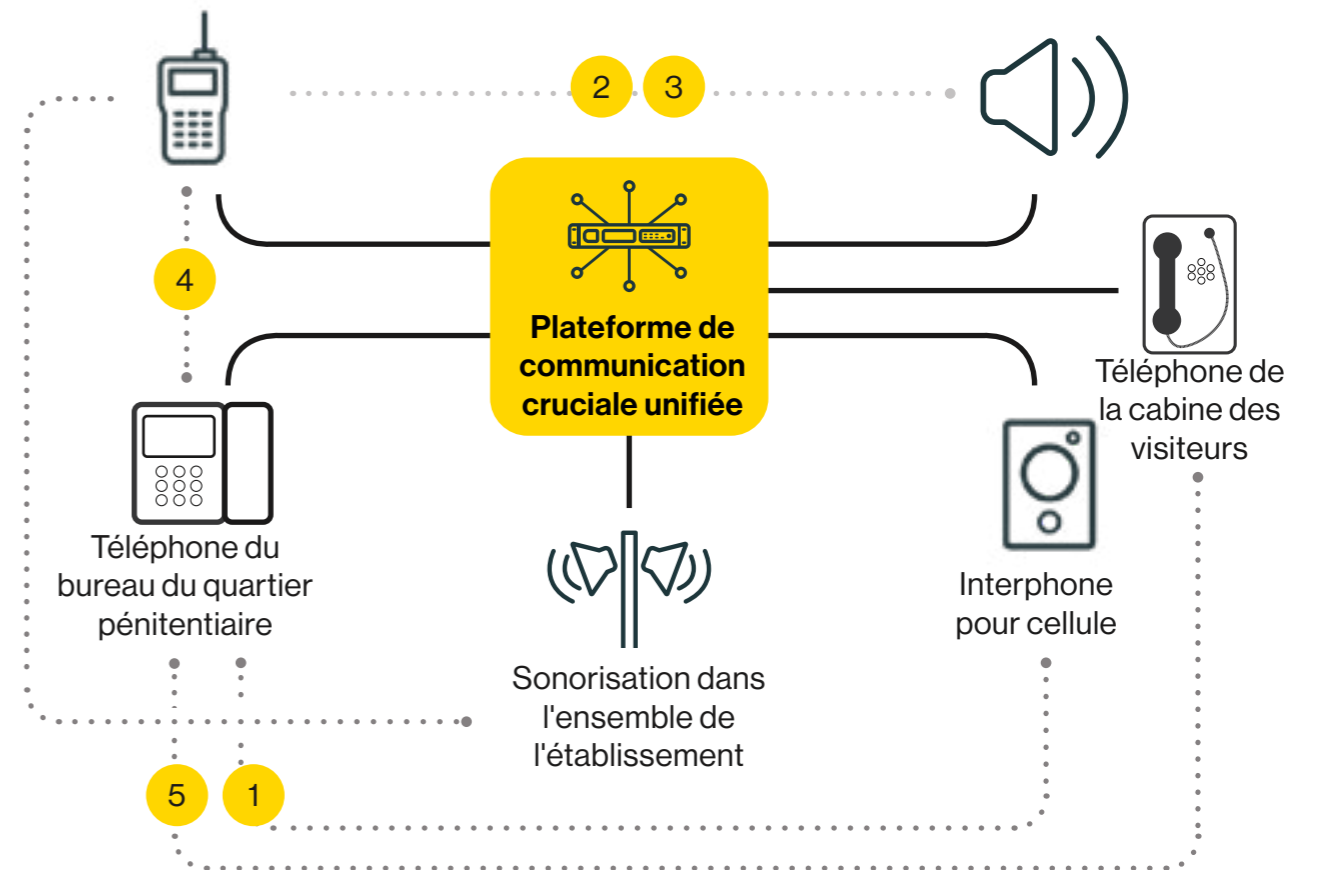 2 3
4
Plateforme de
communication
cruciale unifiée
Téléphone de
la cabine des
visiteurs
Téléphone du
bureau du quartier
pénitentiaire
Interphone
pour cellule
Sonorisation dans
l'ensemble de
l'établissement
5 1